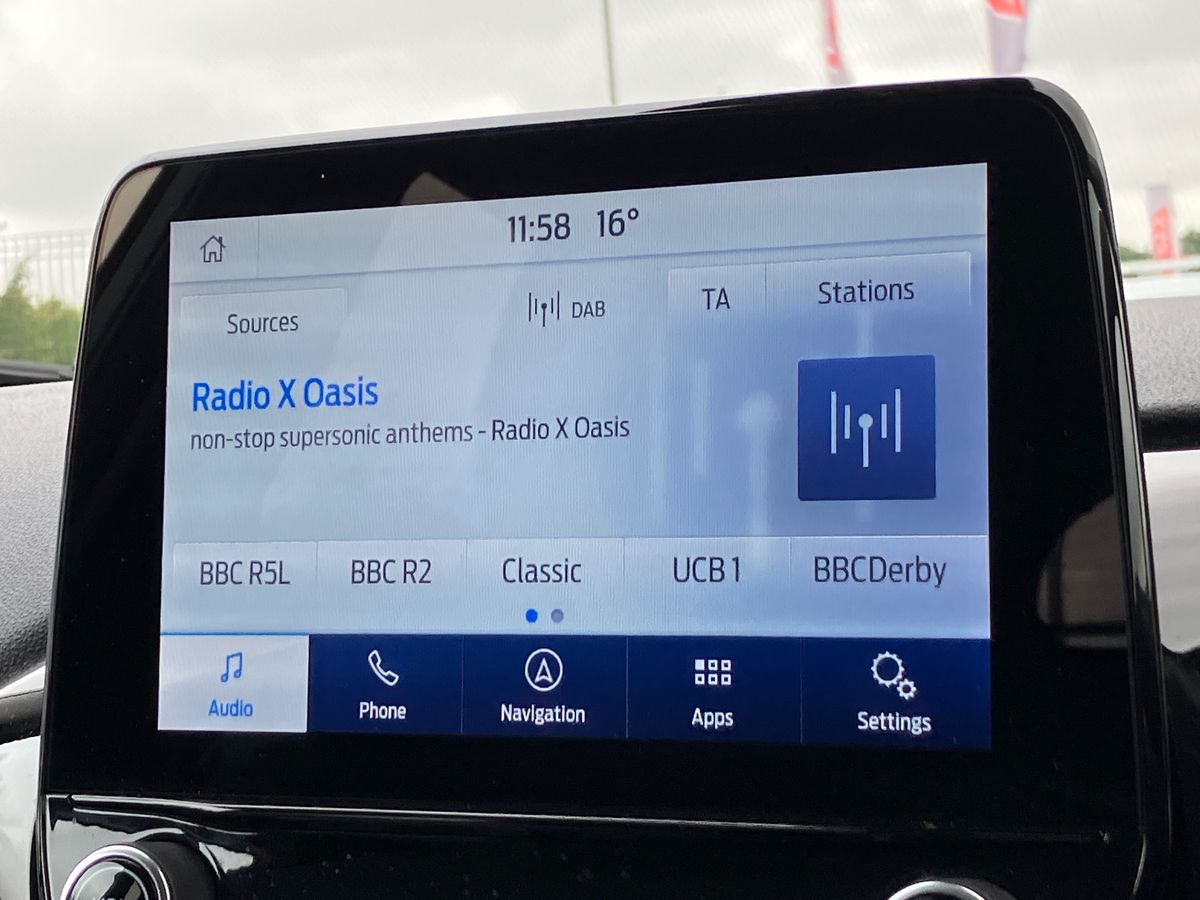 11:58 16°
Sources
DAB
TA
Stations
Radio X Oasis
non-stop supersonic anthems - Radio X Oasis
BBC R5L
BBC R2
Classic
UCB 1
BBCDerby
Audio
Phone
Navigation
Apps
Settings